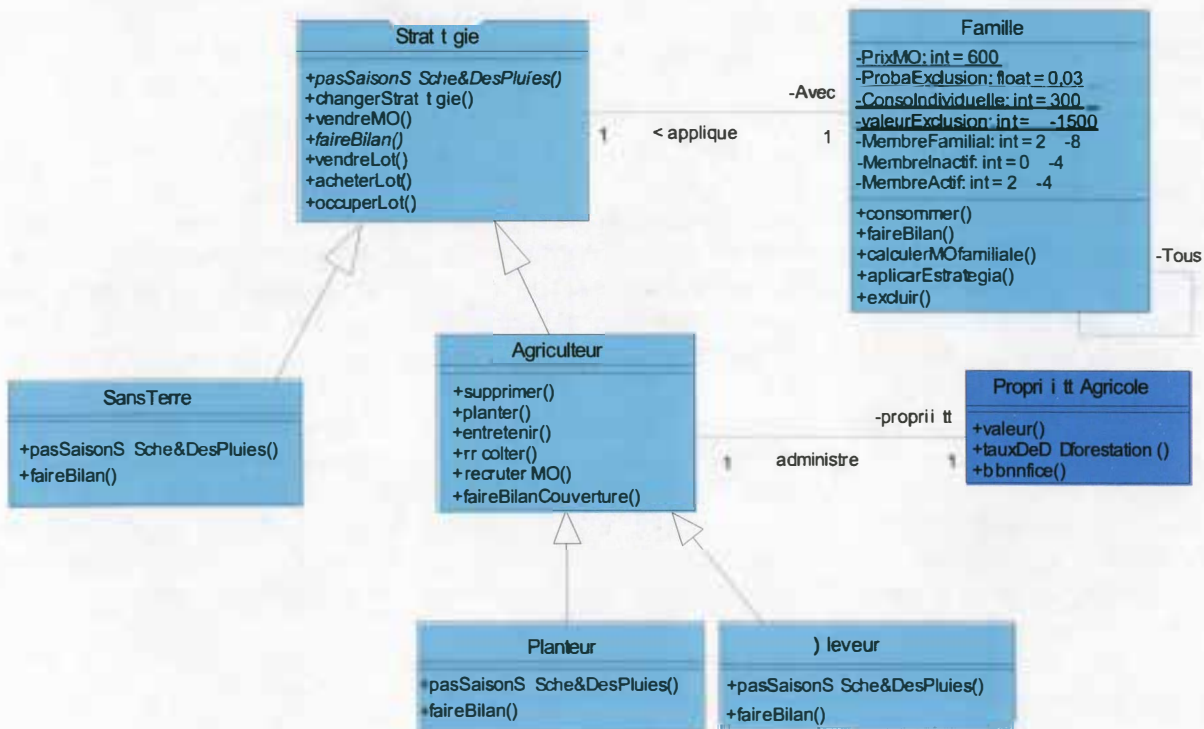 Strat t gie
+pasSaisonS Sche&DesPluies()
+changerStrat t gie()
+vendreMO()
+faireBilan()
+vendreLot()
+acheterLot()
+occuperLot()
-Avec
1
< applique
1
Famille
-PrixMO: int = 600
-ProbaExclusion: float = 0,03
-ConsoIndividuelle: int = 300
-valeurExclusion: int = -1500
-MembreFamilial: int = 2 -8
-MembreInactif: int = 0 -4
-MembreActif: int = 2 -4
+consommer()
+faireBilan()
+calculerMOfamiliale()
+aplicarEstrategia()
+excluir()
-Tous
SansTerre
+pasSaisonS Sche&DesPluies()
+faireBilan()
Agriculteur
+supprimer()
+planter()
+entretenir()
+rr colter()
+recruter MO()
+faireBilanCouverture()
-proprii tt
1
administre
1
Propri i tt Agricole
+valeur()
+tauxDeD Dforestation ()
+b bnnfice()
Planteur
+pasSaisonS Sche&DesPluies()
+faireBilan()
) leveur
+pasSaisonS Sche&DesPluies()
+faireBilan()